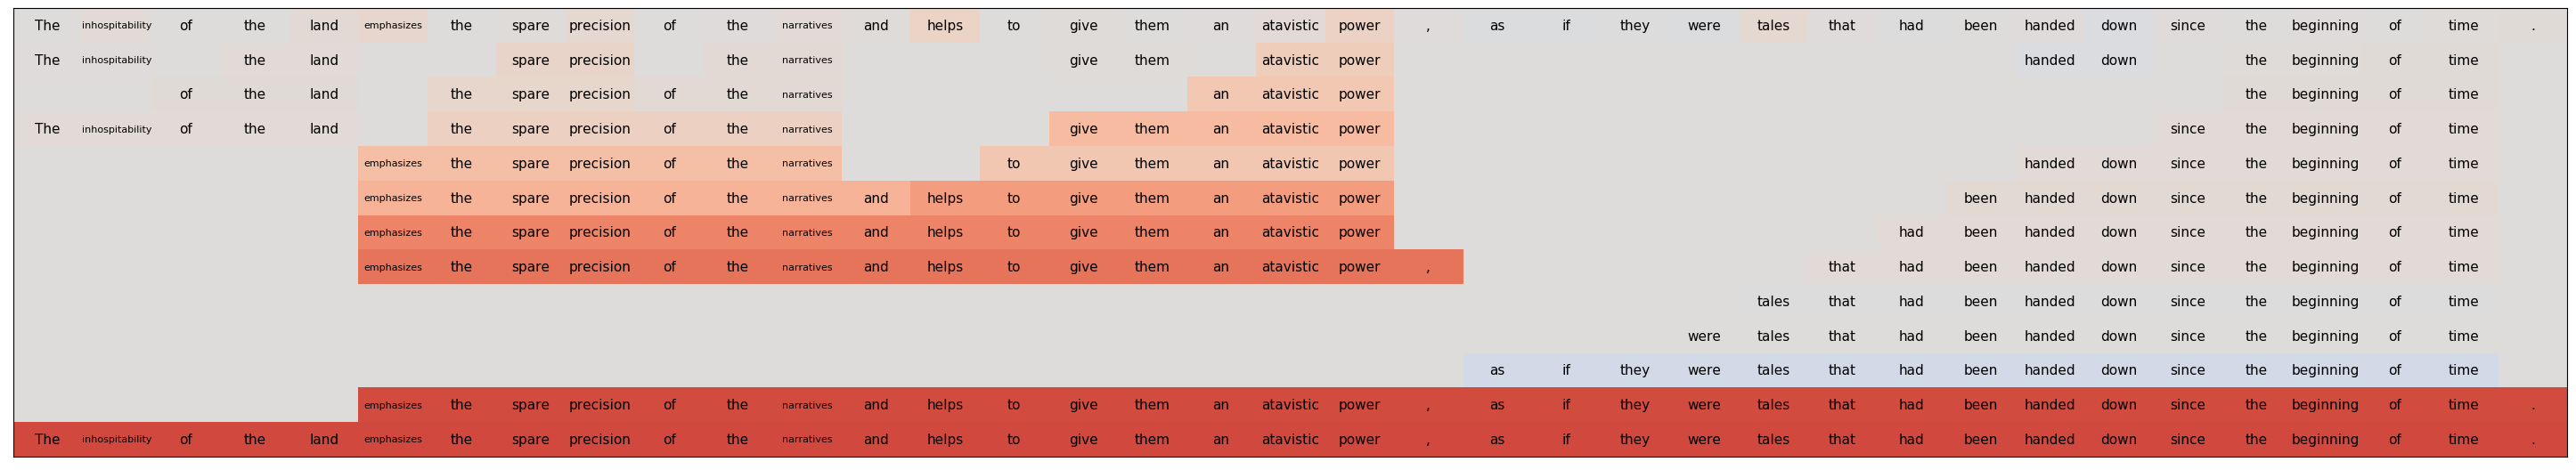 The inhospitability of the land emphasizes the spare precision of the narratives and helps to give them an atavistic power , as if they were tales that had been handed down since the beginning of time .
The inhospitability the land spare precision the narratives give them atavistic power handed down the beginning of time
of the land the spare precision of the narratives an atavistic power the beginning of time
The inhospitability of the land the spare precision of the narratives give them an atavistic power since the beginning of time
emphasizes the spare precision of the narratives to give them an atavistic power handed down since the beginning of time
emphasizes the spare precision of the narratives and helps to give them an atavistic power been handed down since the beginning of time
emphasizes the spare precision of the narratives and helps to give them an atavistic power had been handed down since the beginning of time
emphasizes the spare precision of the narratives and helps to give them an atavistic power , that had been handed down since the beginning of time
tales that had been handed down since the beginning of time
were tales that had been handed down since the beginning of time
as if they were tales that had been handed down since the beginning of time
emphasizes the spare precision of the narratives and helps to give them an atavistic power , as if they were tales that had been handed down since the beginning of time .
The inhospitability of the land emphasizes the spare precision of the narratives and helps to give them an atavistic power , as if they were tales that had been handed down since the beginning of time .